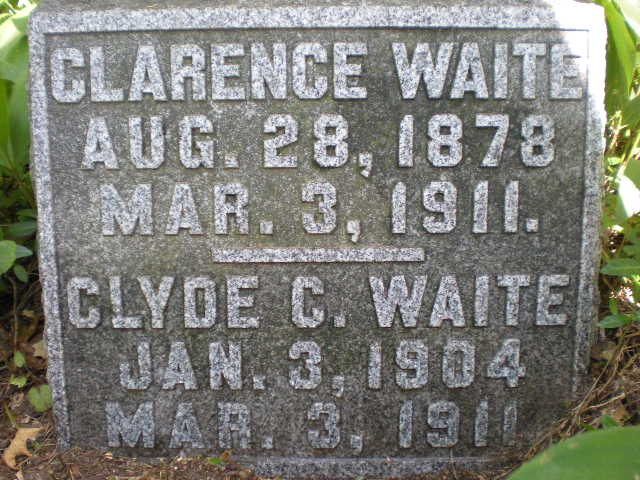 CLARENCE WAITE
AUG. 28, 1878
MAR. 3, 1911.
CLYDE C. WAITE
JAN. 3, 1904
MAR. 3, 1911